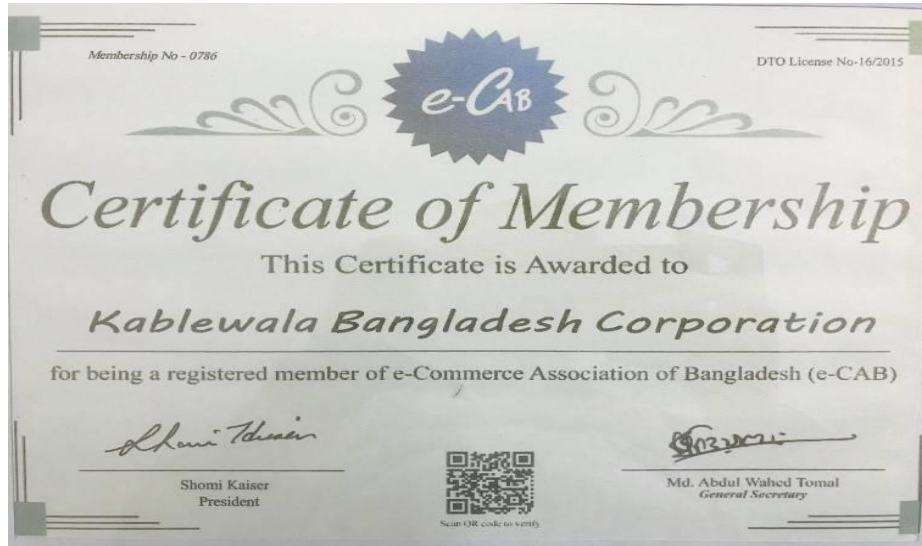 Membership No - 0786
DTO License No-16/2015
e-CAB
Certificate of Membership
This Certificate is Awarded to
Kablewala Bangladesh Corporation
for being a registered member of e-Commerce Association of Bangladesh (e-CAB)
Shomi Kaiser
President
Md. Abdul Wahed Tomal
General Secretary
Scan QR code to verify